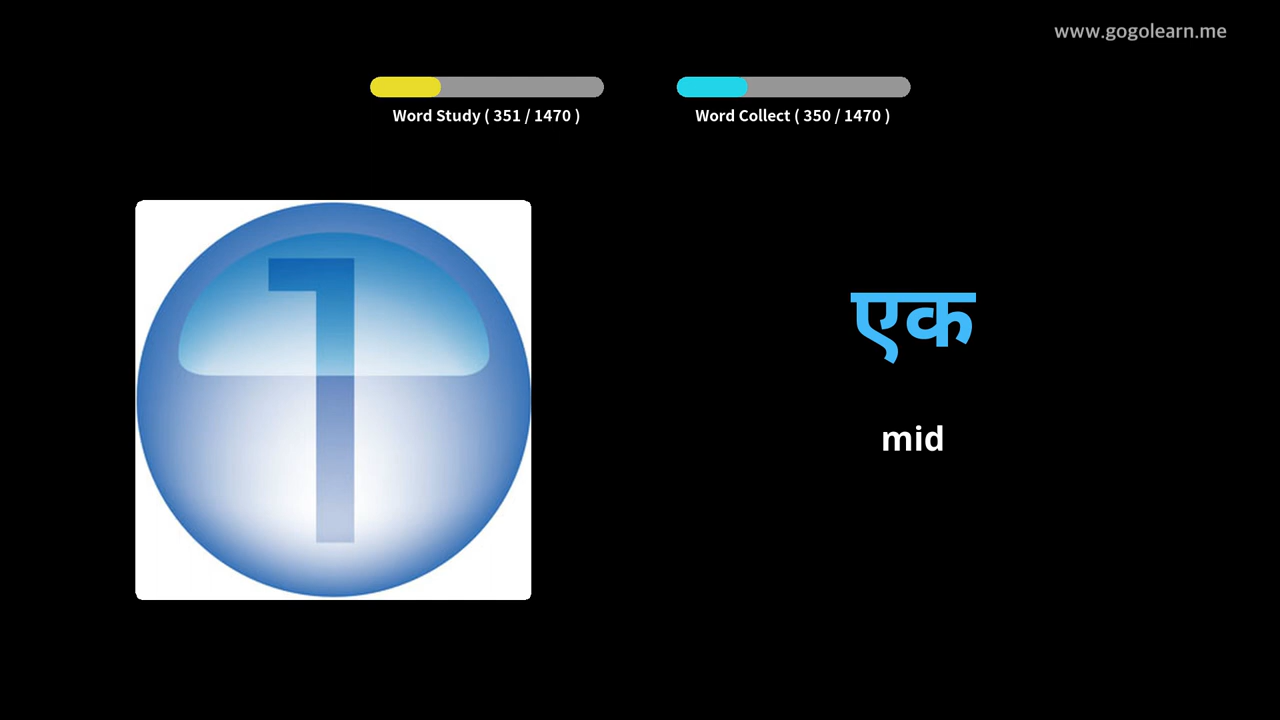 www.gogolearn.me
Word Study ( 351 / 1470 )
Word Collect ( 350 / 1470 )
1
एक
mid